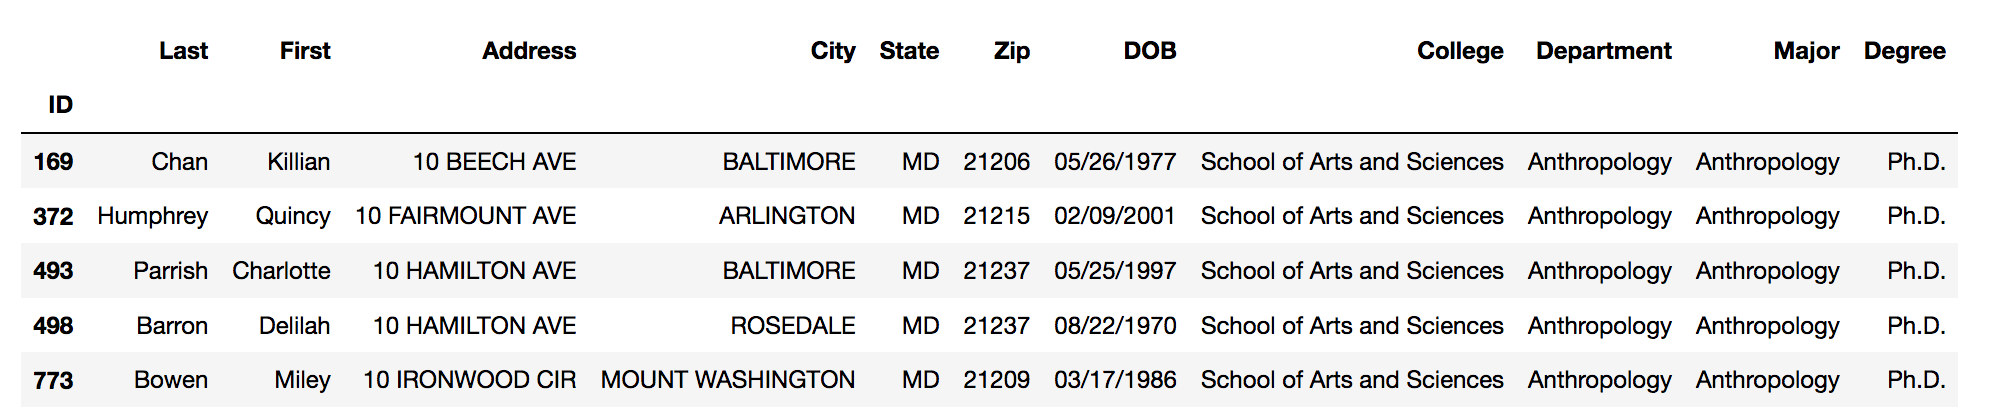 Last First Address City State Zip DOB College Department Major Degree
ID
169 Chan Killian 10 BEECH AVE BALTIMORE MD 21206 05/26/1977 School of Arts and Sciences Anthropology Anthropology Ph.D.
372 Humphrey Quincy 10 FAIRMOUNT AVE ARLINGTON MD 21215 02/09/2001 School of Arts and Sciences Anthropology Anthropology Ph.D.
493 Parrish Charlotte 10 HAMILTON AVE BALTIMORE MD 21237 05/25/1997 School of Arts and Sciences Anthropology Anthropology Ph.D.
498 Barron Delilah 10 HAMILTON AVE ROSEDALE MD 21237 08/22/1970 School of Arts and Sciences Anthropology Anthropology Ph.D.
773 Bowen Miley 10 IRONWOOD CIR MOUNT WASHINGTON MD 21209 03/17/1986 School of Arts and Sciences Anthropology Anthropology Ph.D.